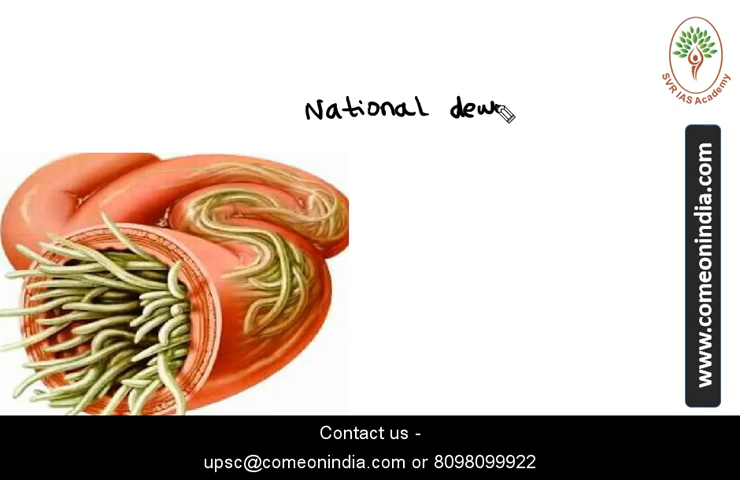 SVR IAS Academy
National dew
www.comeonindia.com
Contact us -
upsc@comeonindia.com or 8098099922